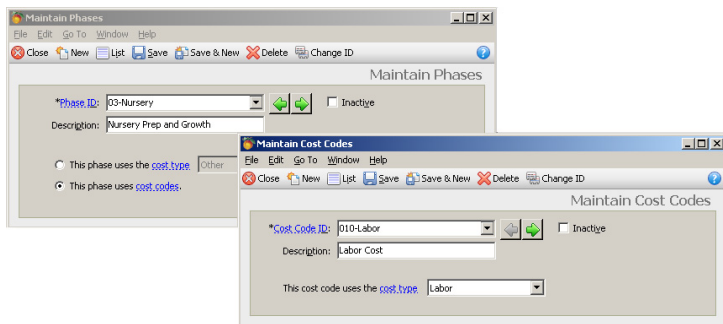 Maintain Phases
File Edit Go To Window Help
Close New List Save Save & New Delete Change ID
Maintain Phases
*Phase ID: 03-Nursery Inactive
Description: Nursery Prep and Growth
This phase uses the cost type Other
This phase uses cost codes.
Maintain Cost Codes
File Edit Go To Window Help
Close New List Save Save & New Delete Change ID
Maintain Cost Codes
*Cost Code ID: 010-Labor Inactive
Description: Labor Cost
This cost code uses the cost type Labor